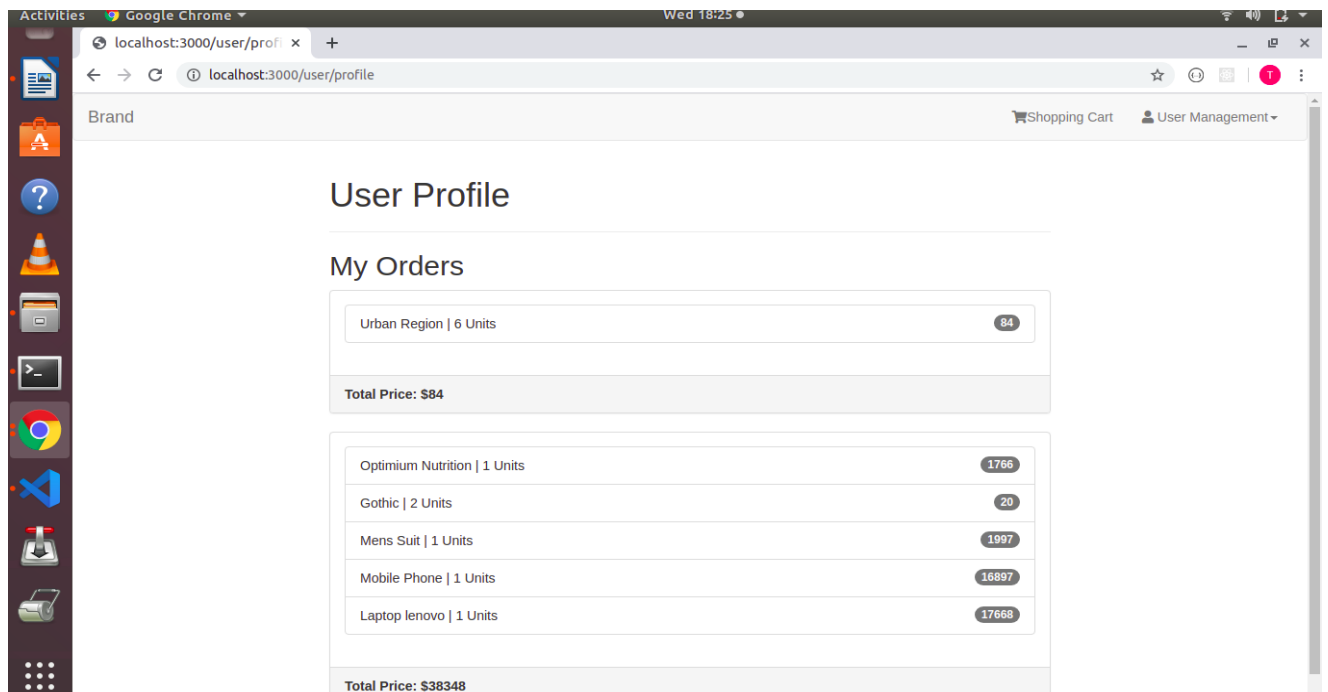 Activities Google Chrome Wed 18:25
localhost:3000/user/profi
localhost:3000/user/profile
T
Brand Shopping Cart User Management
User Profile
My Orders
Urban Region | 6 Units 84
Total Price: $84
Optimium Nutrition | 1 Units 1766
Gothic | 2 Units 20
Mens Suit | 1 Units 1997
Mobile Phone | 1 Units 16897
Laptop lenovo | 1 Units 17668
Total Price: $38348